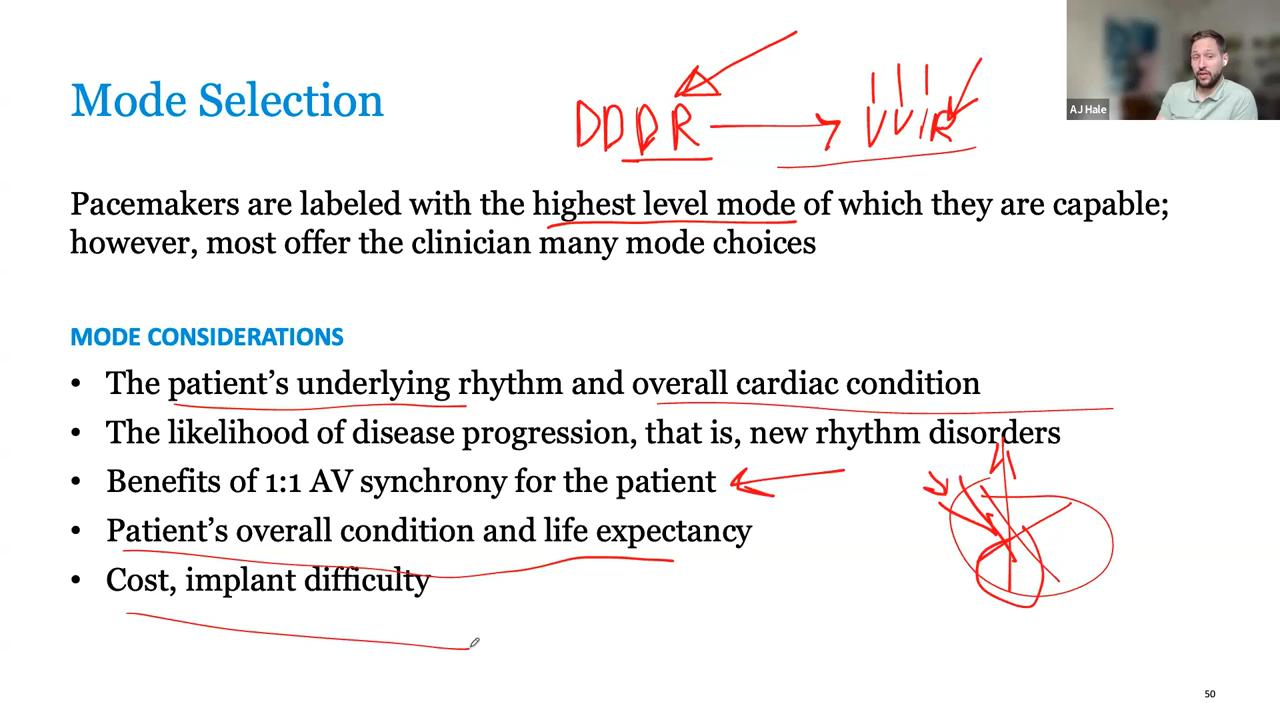 AJ Hale
Mode Selection
DDDR VVIR
Pacemakers are labeled with the highest level mode of which they are capable;
however, most offer the clinician many mode choices
MODE CONSIDERATIONS
• The patient’s underlying rhythm and overall cardiac condition
• The likelihood of disease progression, that is, new rhythm disorders
• Benefits of 1:1 AV synchrony for the patient
• Patient’s overall condition and life expectancy
• Cost, implant difficulty
50